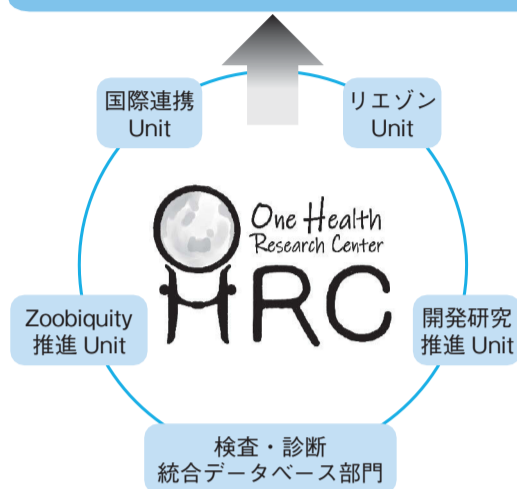 国際連携
Unit
リエゾン
Unit
One Health
Research Center
OHRC
Zoobiquity
推進 Unit
開発研究
推進 Unit
検査・診断
統合データベース部門